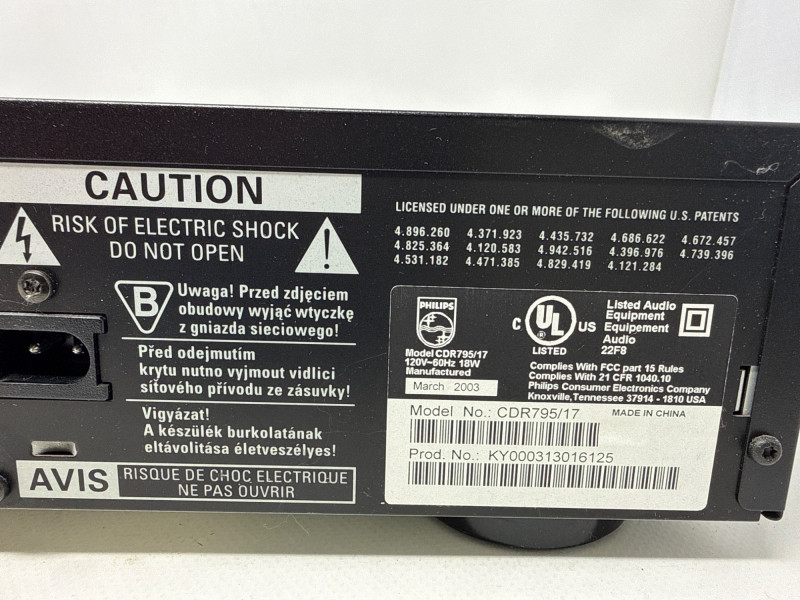 CAUTION
RISK OF ELECTRIC SHOCK
DO NOT OPEN
B
Uwaga! Przed zdjęciem
obudowy wyjąć wtyczkę
z gniazda sieciowego!
Před odejmutím
krytu nutno vyjmout vidlici
síťového přívodu ze zásuvky!
Vigyázat!
A készülék burkolatának
eltávolítása életveszélyes!
AVIS
RISQUE DE CHOC ELECTRIQUE
NE PAS OUVRIR
LICENSED UNDER ONE OR MORE OF THE FOLLOWING U.S. PATENTS
4.896.260 4.371.923 4.435.732 4.686.622 4.672.457
4.825.364 4.120.583 4.942.516 4.396.976 4.739.396
4.531.182 4.471.385 4.829.419 4.121.284
PHILIPS
Model CDR795/17
120V~60Hz 18W
Manufactured
March 2003
C UL US
LISTED
Listed Audio
Equipment
Equipement
Audio
22F8
Complies With FCC part 15 Rules
Complies With 21 CFR 1040.10
Philips Consumer Electronics Company
Knoxville,Tennessee 37914 - 1810 USA
Model No.: CDR795/17 MADE IN CHINA
Prod. No.: KY000313016125